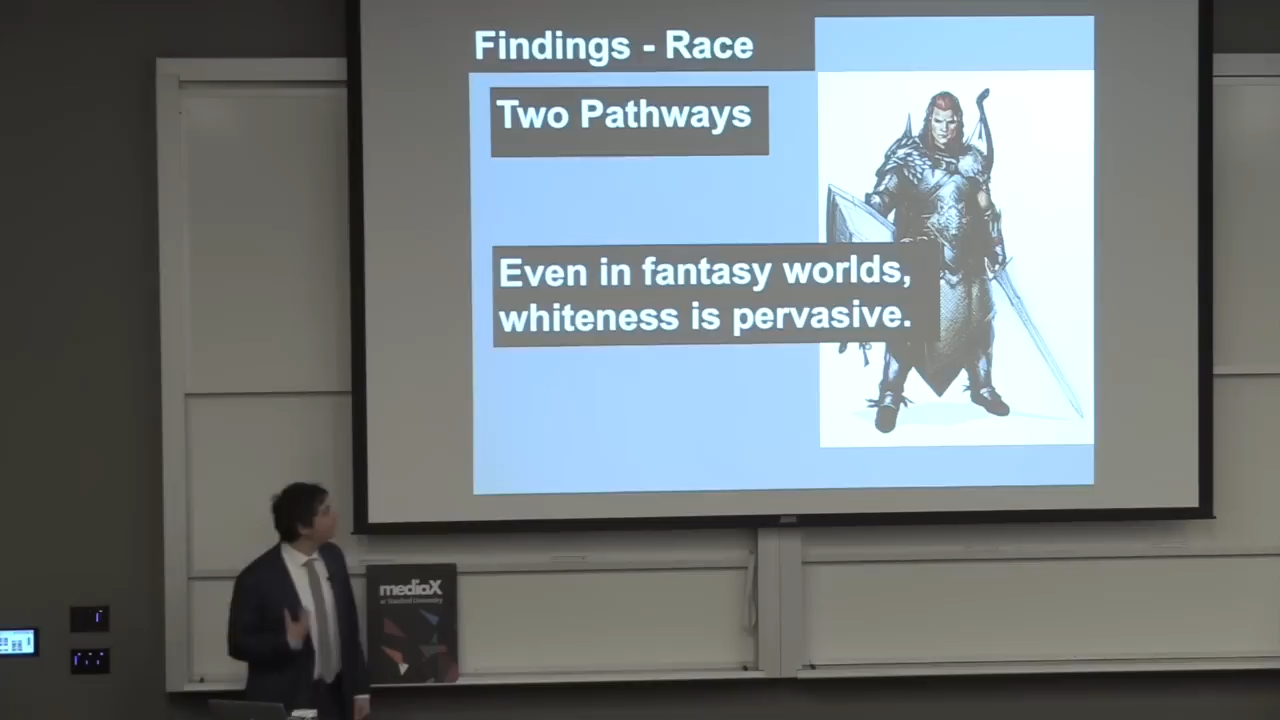 Findings - Race
Two Pathways
Even in fantasy worlds,
whiteness is pervasive.
mediaX
at Stanford University